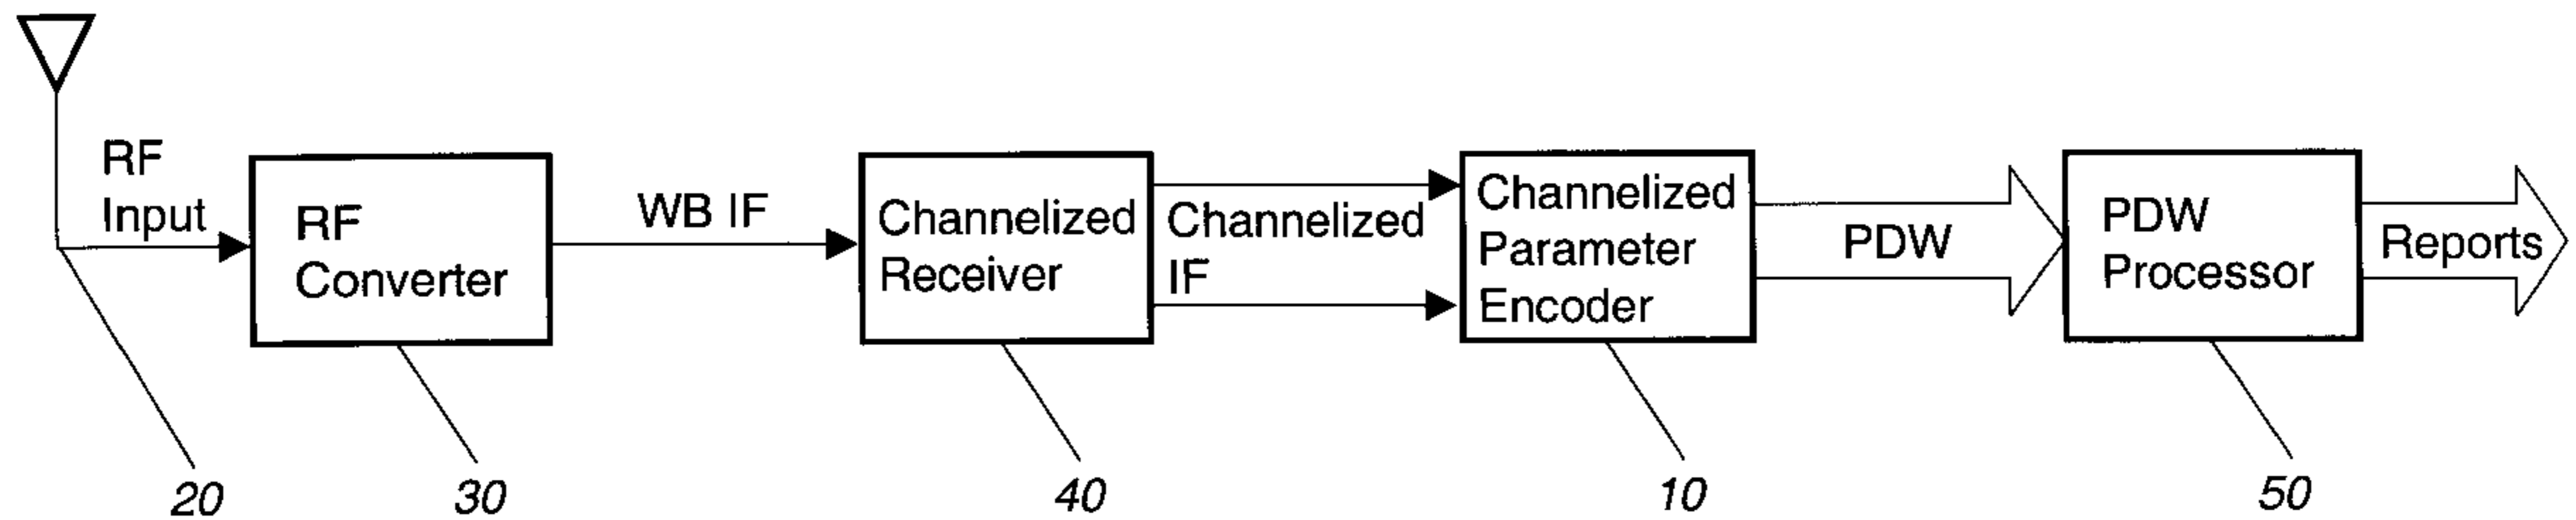 RF
Input
RF
Converter
WB IF
Channelized
Receiver
Channelized
IF
Channelized
Parameter
Encoder
PDW
PDW
Processor
Reports
20
30
40
10
50